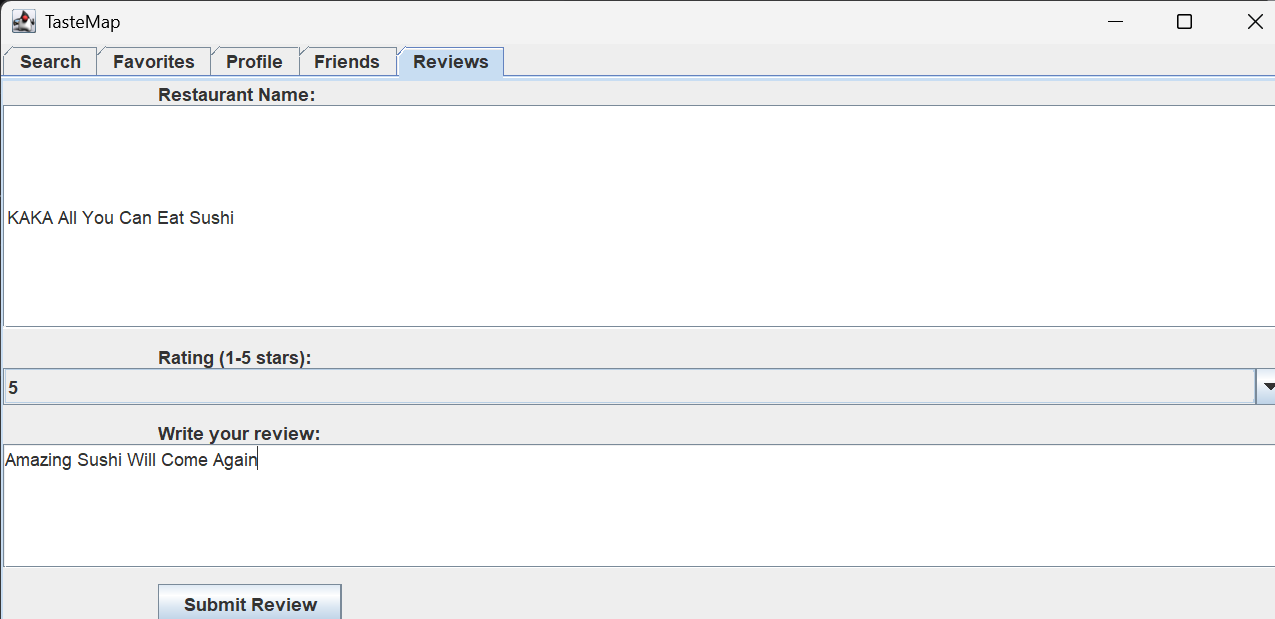 TasteMap
Search Favorites Profile Friends Reviews
Restaurant Name:
KAKA All You Can Eat Sushi
Rating (1-5 stars):
5
Write your review:
Amazing Sushi Will Come Again
Submit Review